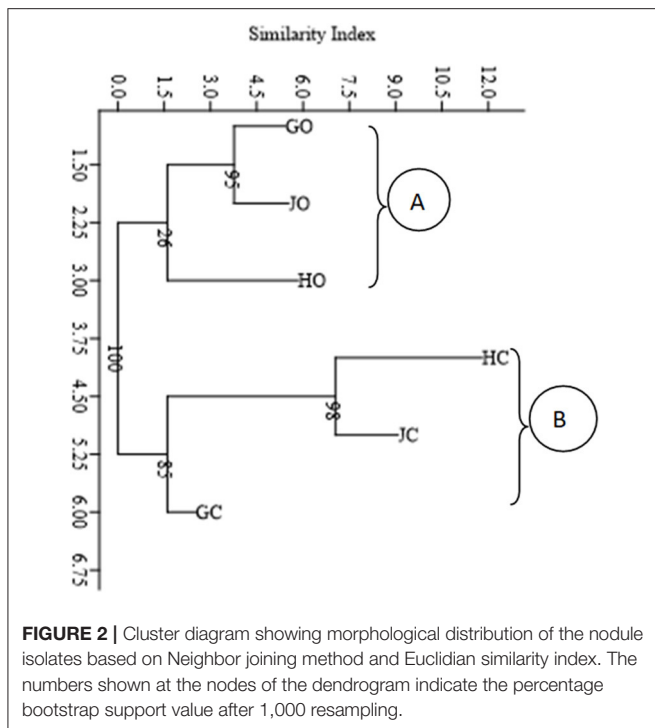 Similarity Index
0.0 1.5 3.0 4.5 6.0 7.5 9.0 10.5 12.0
1.50
2.25
3.00
3.75
4.50
5.25
6.00
6.75
GO
95
JO
A
26
HO
100
HC
98
JC
B
85
GC
FIGURE 2 | Cluster diagram showing morphological distribution of the nodule
isolates based on Neighbor joining method and Euclidian similarity index. The
numbers shown at the nodes of the dendrogram indicate the percentage
bootstrap support value after 1,000 resampling.